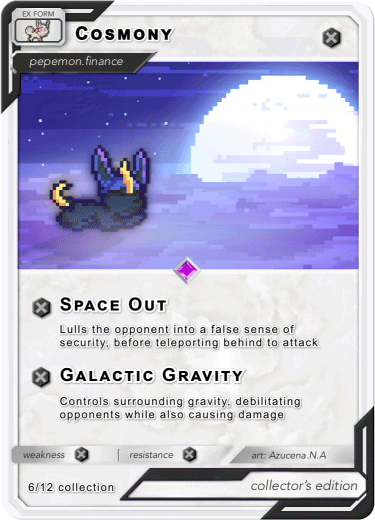 EX FORM
Cosmony
pepemon.finance
Space Out
Lulls the opponent into a false sense of
security, before teleporting behind to attack
Galactic Gravity
Controls surrounding gravity, debilitating
opponents while also causing damage
weakness
resistance
art: Azucena.N.A
6/12 collection
collector's edition